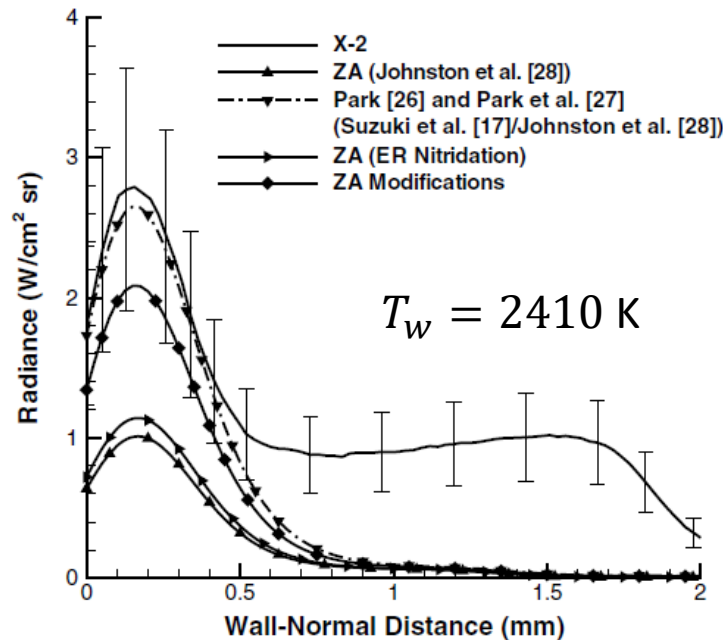 4
3
2
1
0
Radiance (W/cm² sr)
X-2
ZA (Johnston et al. [28])
Park [26] and Park et al. [27]
(Suzuki et al. [17]/Johnston et al. [28])
ZA (ER Nitridation)
ZA Modifications
T_w = 2410 K
0 0.5 1 1.5 2
Wall-Normal Distance (mm)